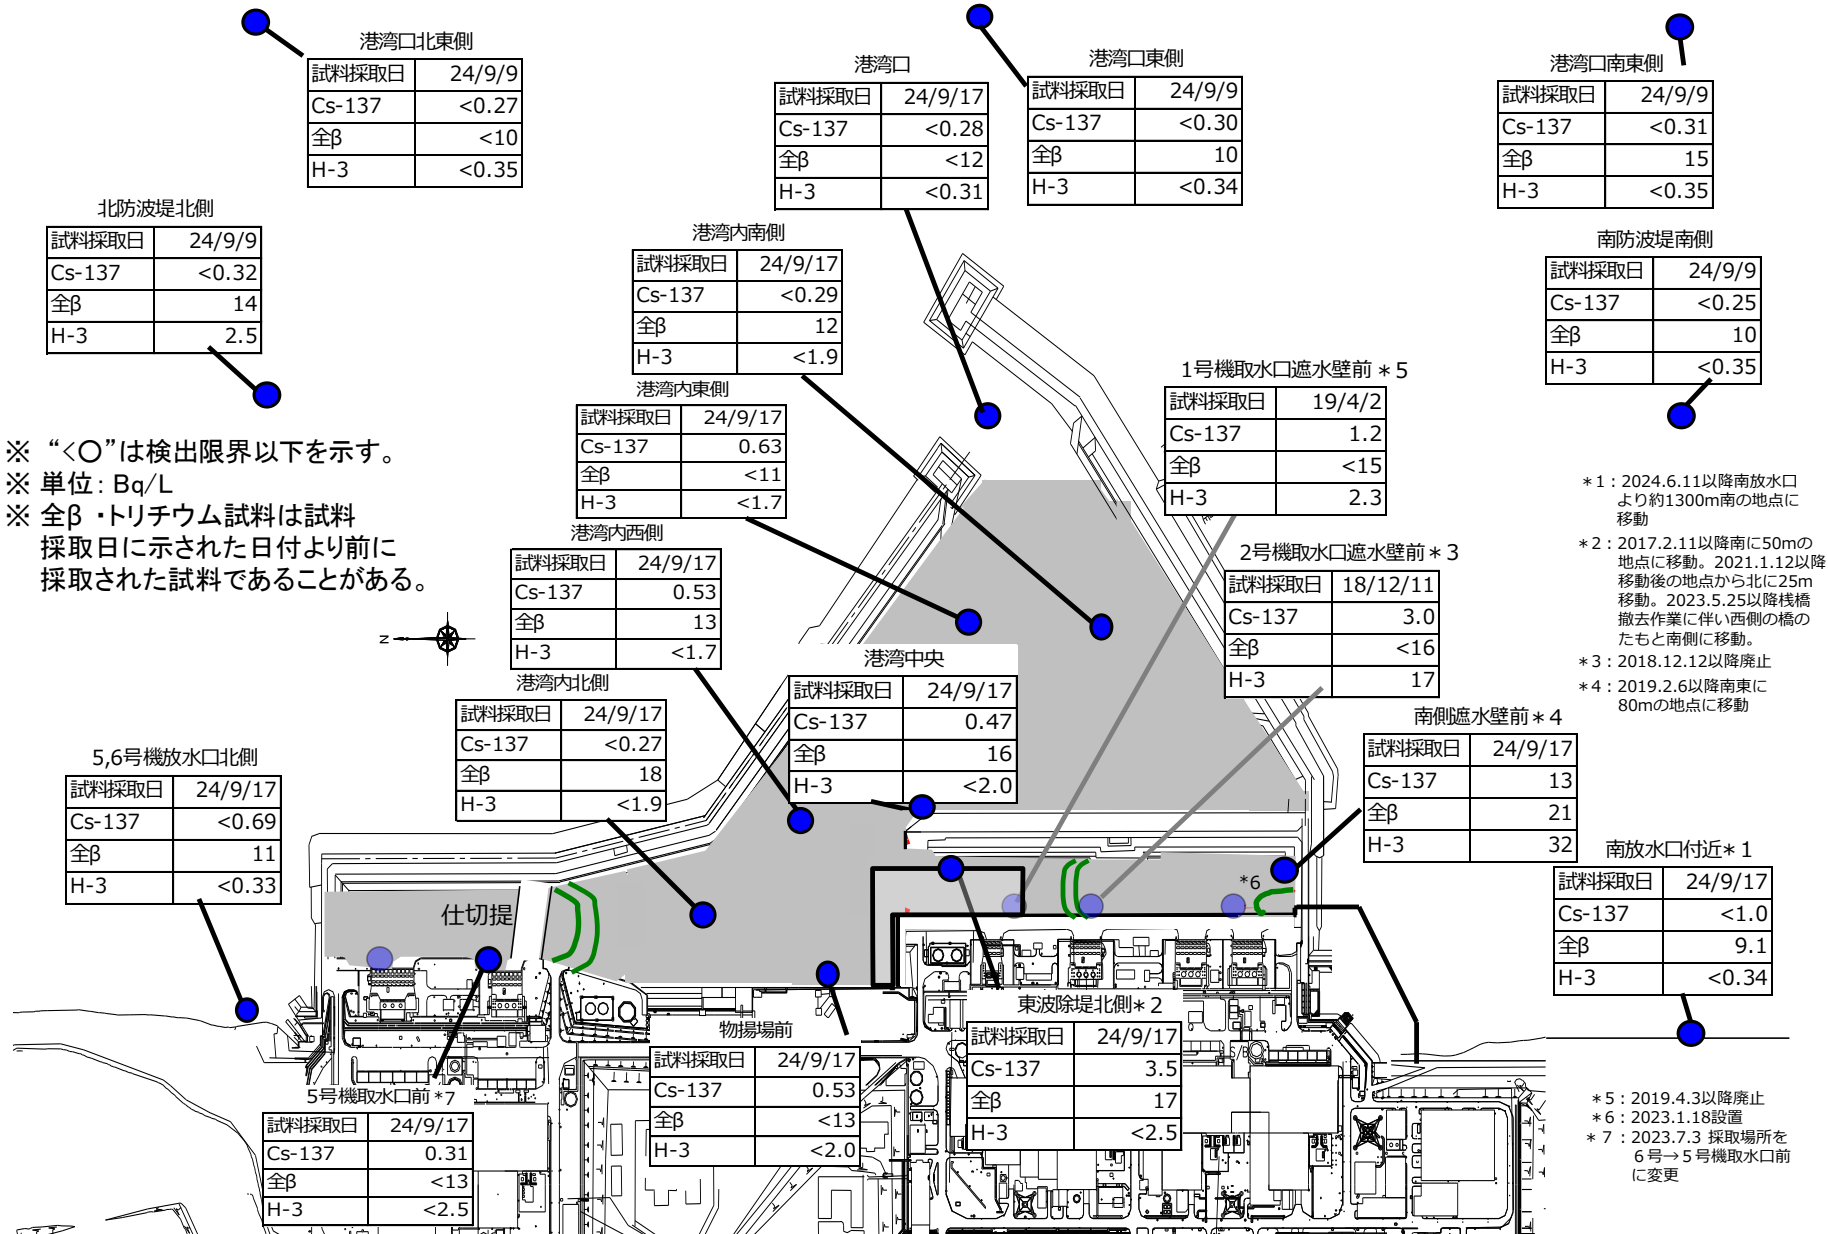 港湾口北東側
試料採取日 24/9/9
Cs-137 <0.27
全β <10
H-3 <0.35
港湾口
試料採取日 24/9/17
Cs-137 <0.28
全β <12
H-3 <0.31
港湾口東側
試料採取日 24/9/9
Cs-137 <0.30
全β 10
H-3 <0.34
港湾口南東側
試料採取日 24/9/9
Cs-137 <0.31
全β 15
H-3 <0.35
北防波堤北側
試料採取日 24/9/9
Cs-137 <0.32
全β 14
H-3 2.5
港湾内南側
試料採取日 24/9/17
Cs-137 <0.29
全β 12
H-3 <1.9
南防波堤南側
試料採取日 24/9/9
Cs-137 <0.25
全β 10
H-3 <0.35
港湾内東側
試料採取日 24/9/17
Cs-137 0.63
全β <11
H-3 <1.7
1号機取水口遮水壁前*5
試料採取日 19/4/2
Cs-137 1.2
全β <15
H-3 2.3
※ “<○”は検出限界以下を示す。
※ 単位: Bq/L
※ 全β ・トリチウム試料は試料
採取日に示された日付より前に
採取された試料であることがある。
港湾内西側
試料採取日 24/9/17
Cs-137 0.53
全β 13
H-3 <1.7
2号機取水口遮水壁前*3
試料採取日 18/12/11
Cs-137 3.0
全β <16
H-3 17
*1:2024.6.11以降南放水口
より約1300m南の地点に
移動
*2:2017.2.11以降南に50mの
地点に移動。2021.1.12以降
移動後の地点から北に25m
移動。2023.5.25以降桟橋
撤去作業に伴い西側の橋の
たもと南側に移動。
*3:2018.12.12以降廃止
*4:2019.2.6以降南東に
80mの地点に移動
N
港湾中央
試料採取日 24/9/17
Cs-137 0.47
全β 16
H-3 <2.0
港湾内北側
試料採取日 24/9/17
Cs-137 <0.27
全β 18
H-3 <1.9
南側遮水壁前*4
試料採取日 24/9/17
Cs-137 13
全β 21
H-3 32
5,6号機放水口北側
試料採取日 24/9/17
Cs-137 <0.69
全β 11
H-3 <0.33
南放水口付近*1
試料採取日 24/9/17
Cs-137 <1.0
全β 9.1
H-3 <0.34
*6
仕切堤
東波除堤北側*2
試料採取日 24/9/17
Cs-137 3.5
全β 17
H-3 <2.5
物揚場前
試料採取日 24/9/17
Cs-137 0.53
全β <13
H-3 <2.0
S/B
5号機取水口前*7
試料採取日 24/9/17
Cs-137 0.31
全β <13
H-3 <2.5
*5:2019.4.3以降廃止
*6:2023.1.18設置
*7:2023.7.3 採取場所を
6号→5号機取水口前
に変更